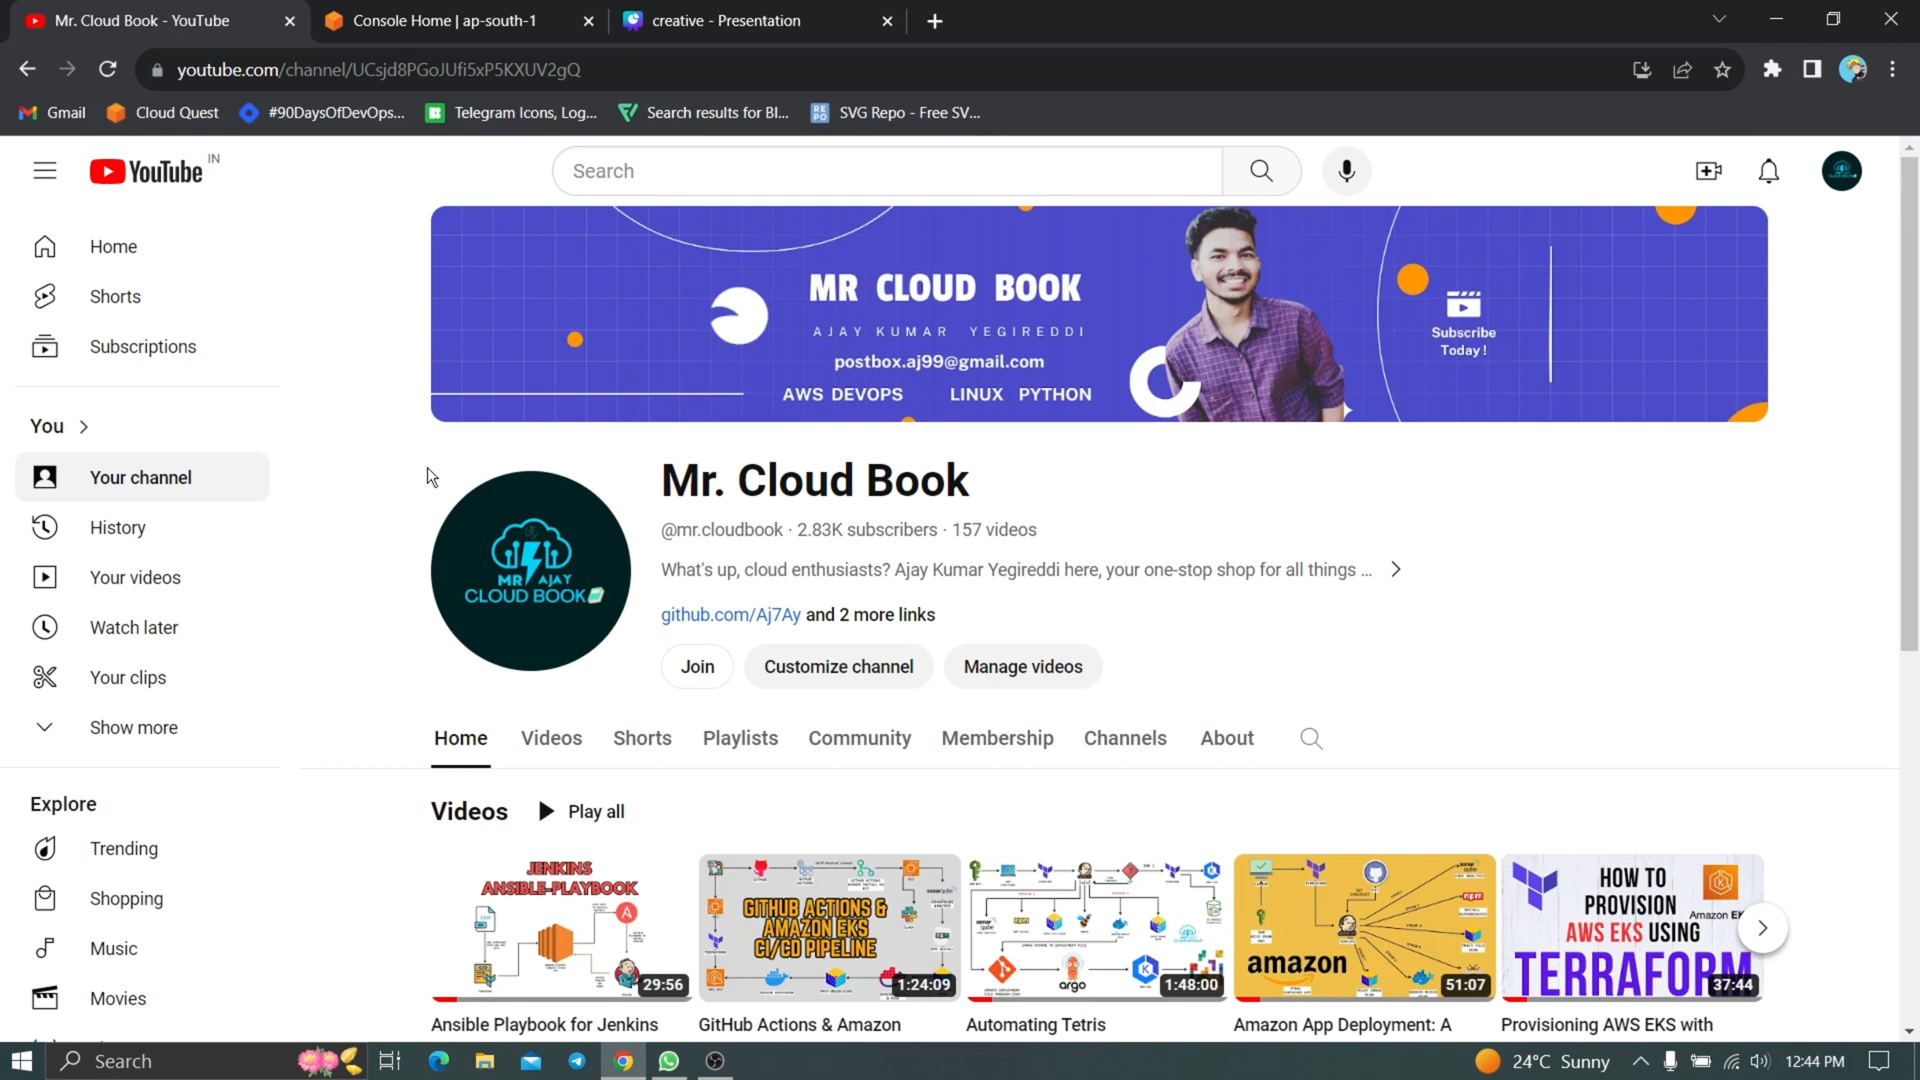 Mr. Cloud Book - YouTube
Console Home | ap-south-1
creative - Presentation
youtube.com/channel/UCsjd8PGoJUfi5xP5KXUV2gQ
Gmail
Cloud Quest
#90DaysOfDevOps...
Telegram Icons, Log...
Search results for Bl...
SVG Repo - Free SV...
YouTube IN
Search
Home
Shorts
Subscriptions
You
Your channel
History
Your videos
Watch later
Your clips
Show more
Explore
Trending
Shopping
Music
Movies
MR CLOUD BOOK
AJAY KUMAR YEGIREDDI
postbox.aj99@gmail.com
AWS DEVOPS LINUX PYTHON
Subscribe
Today !
MR AJAY
CLOUD BOOK
Mr. Cloud Book
@mr.cloudbook · 2.83K subscribers · 157 videos
What's up, cloud enthusiasts? Ajay Kumar Yegireddi here, your one-stop shop for all things ...
github.com/Aj7Ay and 2 more links
Join
Customize channel
Manage videos
Home
Videos
Shorts
Playlists
Community
Membership
Channels
About
Videos
Play all
JENKINS
ANSIBLE-PLAYBOOK
29:56
Ansible Playbook for Jenkins
GITHUB ACTIONS &
AMAZON EKS
CI/CD PIPELINE
1:24:09
GitHub Actions & Amazon
argo
1:48:00
Automating Tetris
amazon
51:07
Amazon App Deployment: A
HOW TO
PROVISION
AWS EKS USING
TERRAFORM
Amazon EK
37:44
Provisioning AWS EKS with
Search
24°C Sunny
12:44 PM